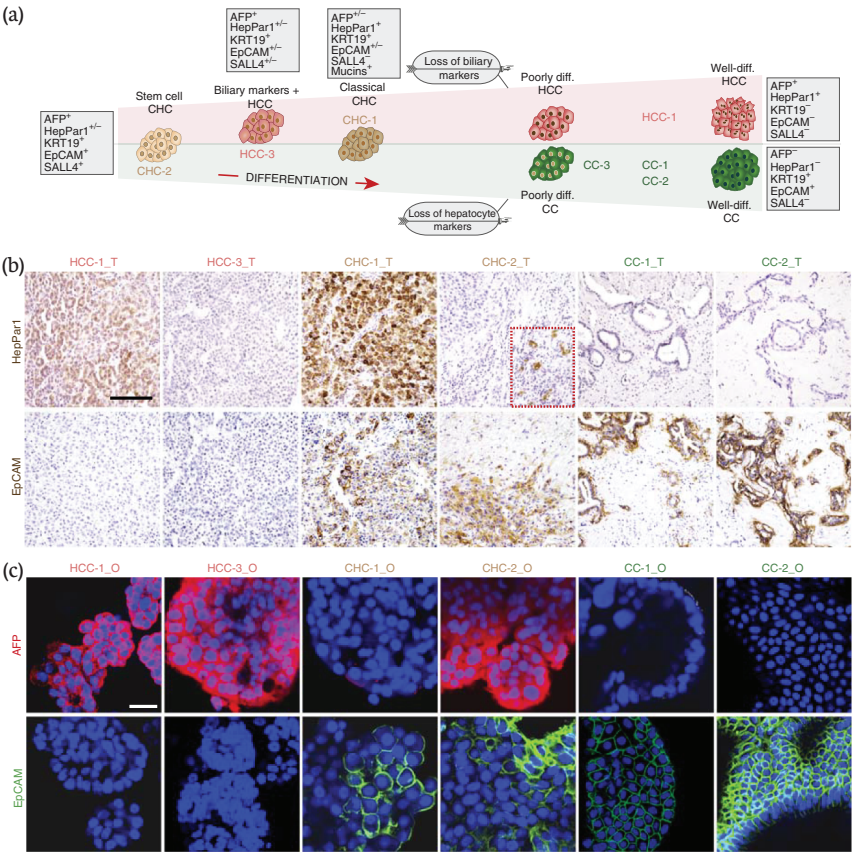 (a)
AFP⁺
HepPar1⁺/⁻
KRT19⁺
EpCAM⁺/⁻
SALL4⁺/⁻
AFP⁺/⁻
HepPar1⁺
KRT19⁺
EpCAM⁺/⁻
SALL4⁻
Mucins⁺
Loss of biliary
markers
Stem cell
CHC
Biliary markers +
HCC
Classical
CHC
Poorly diff.
HCC
Well-diff.
HCC
AFP⁺
HepPar1⁺/⁻
KRT19⁺
EpCAM⁺
SALL4⁺
CHC-1
HCC-1
AFP⁺
HepPar1⁺
KRT19⁻
EpCAM⁻
SALL4⁻
CHC-2
HCC-3
DIFFERENTIATION
CC-3
CC-1
CC-2
AFP⁻
HepPar1⁻
KRT19⁺
EpCAM⁺
SALL4⁻
Loss of hepatocyte
markers
Poorly diff.
CC
Well-diff.
CC
(b)
HCC-1_T
HCC-3_T
CHC-1_T
CHC-2_T
CC-1_T
CC-2_T
HepPar1
EpCAM
(c)
HCC-1_O
HCC-3_O
CHC-1_O
CHC-2_O
CC-1_O
CC-2_O
AFP
EpCAM